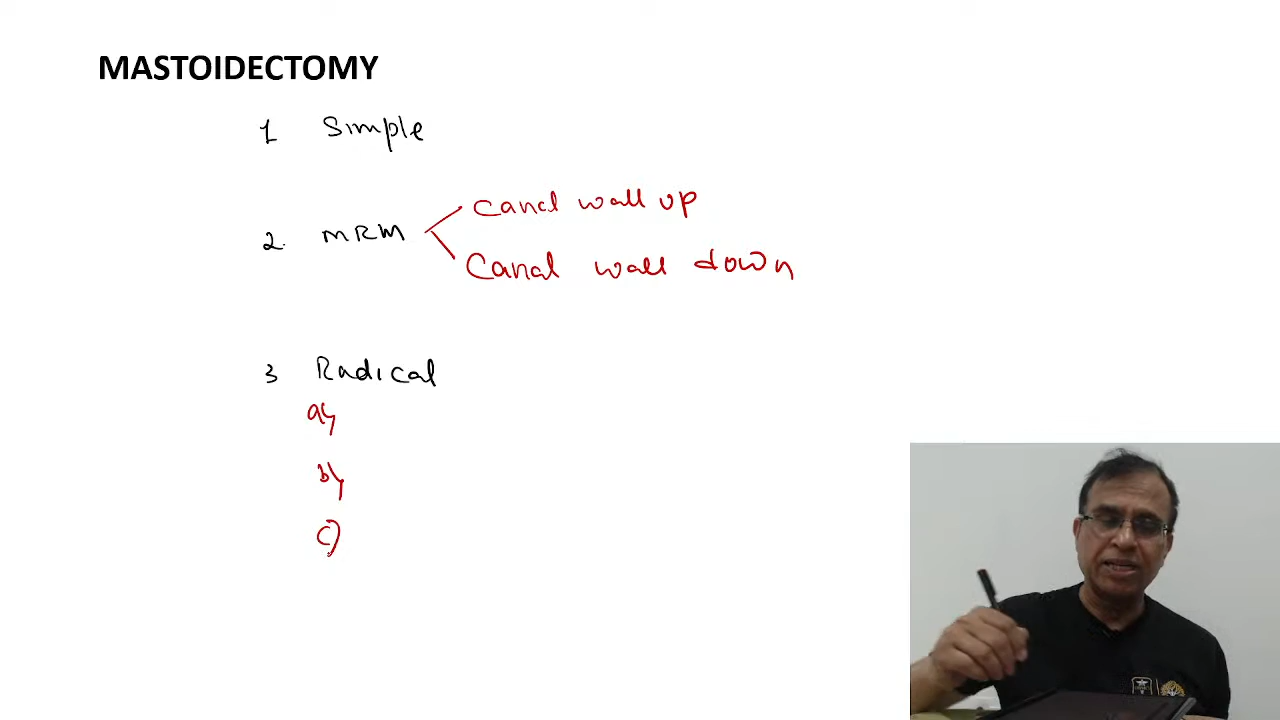 MASTOIDECTOMY
1 Simple
2. MRM
Canal wall up
Canal wall down
3 Radical
a)
b)
c)